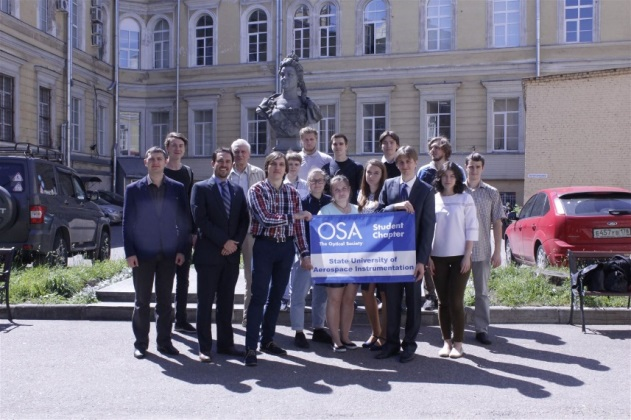 OSA
The Optical Society
Student
Chapter
State University of
Aerospace Instrumentation